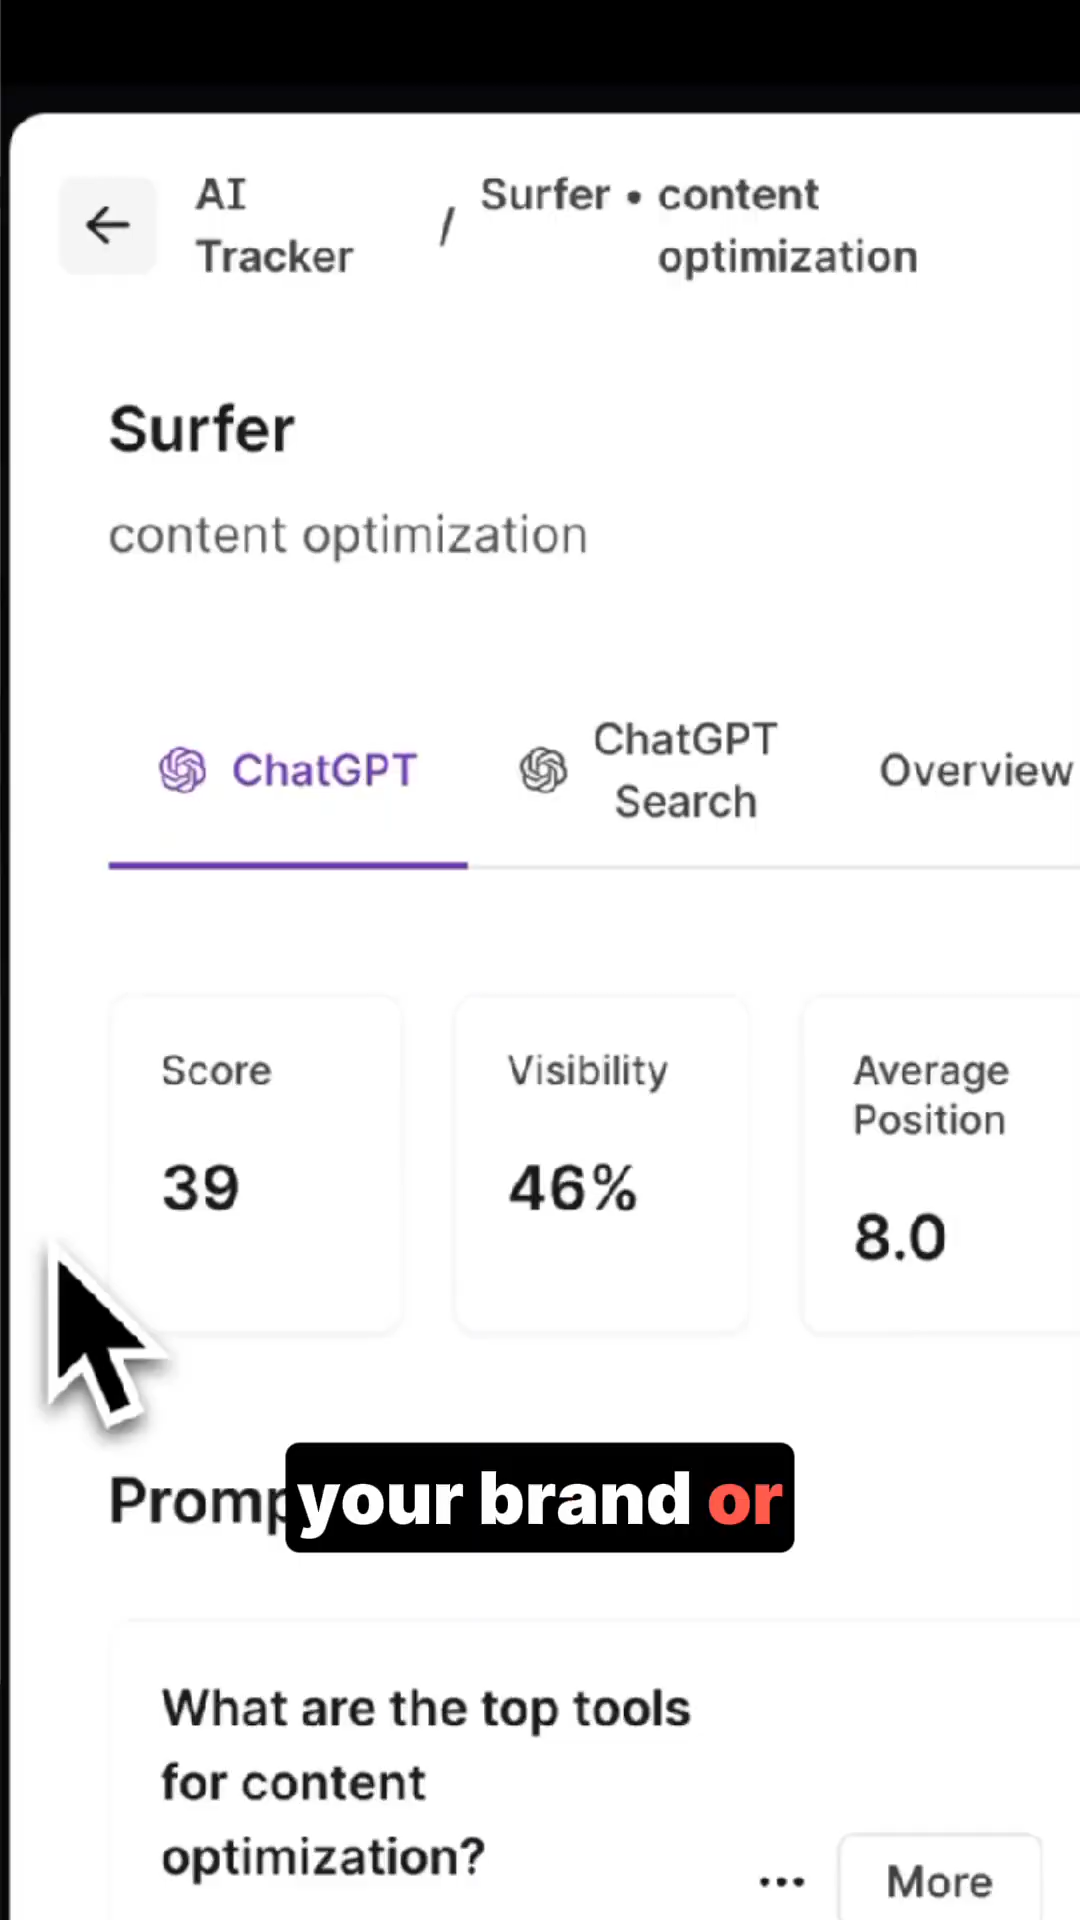 AI
Tracker
/
Surfer • content
optimization
Surfer
content optimization
ChatGPT
ChatGPT
Search
Overview
Score
39
Visibility
46%
Average
Position
8.0
your brand or
What are the top tools
for content
optimization?
...
More